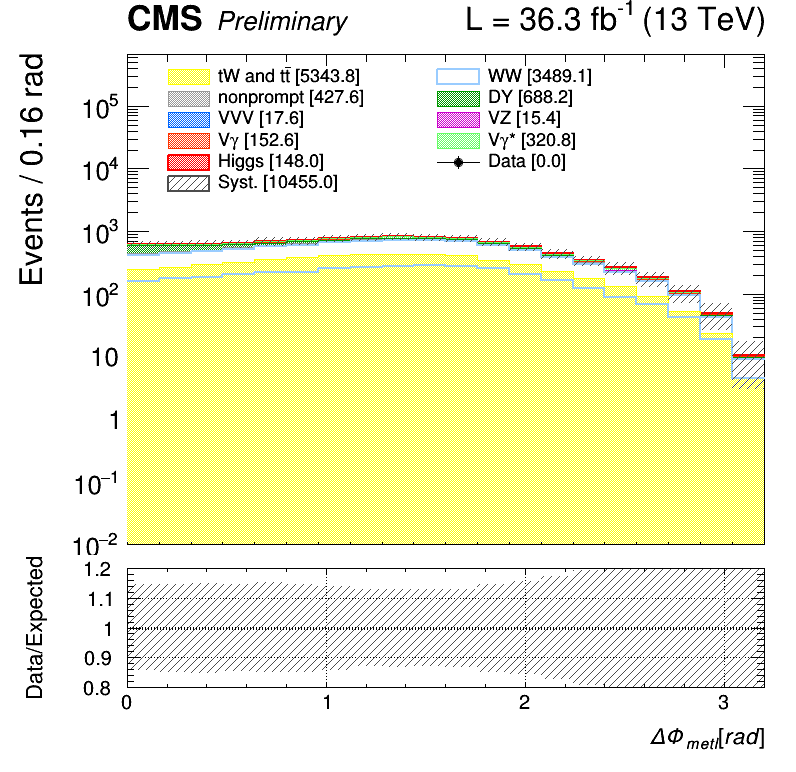 CMS Preliminary L = 36.3 fb⁻¹ (13 TeV)
Events / 0.16 rad
tW and tt̄ [5343.8] WW [3489.1]
nonprompt [427.6] DY [688.2]
VVV [17.6] VZ [15.4]
Vγ [152.6] Vγ* [320.8]
Higgs [148.0] Data [0.0]
Syst. [10455.0]
10⁵
10⁴
10³
10²
10
1
10⁻¹
10⁻²
Data/Expected
1.2
1.1
1
0.9
0.8
0 1 2 3
ΔΦ metl[rad]